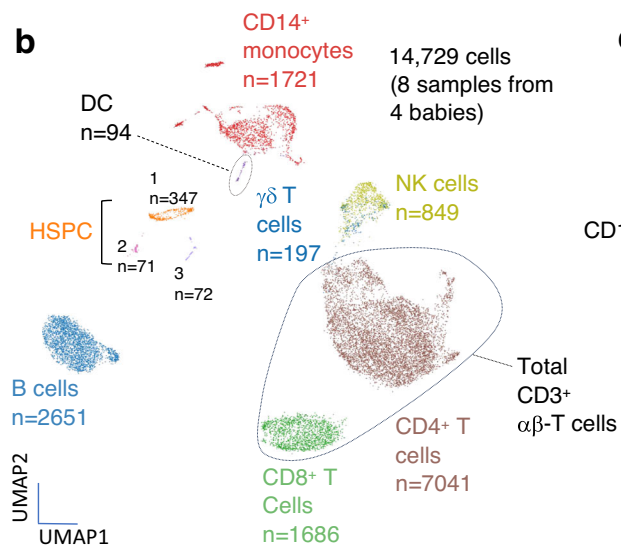 b
CD14⁺
monocytes
n=1721
14,729 cells
(8 samples from
4 babies)
C
DC
n=94
1
n=347
HSPC
2
n=71
3
n=72
γδ T
cells
n=197
NK cells
n=849
CD1
B cells
n=2651
Total
CD3⁺
αβ-T cells
CD4⁺ T
cells
n=7041
CD8⁺ T
Cells
n=1686
UMAP2
UMAP1